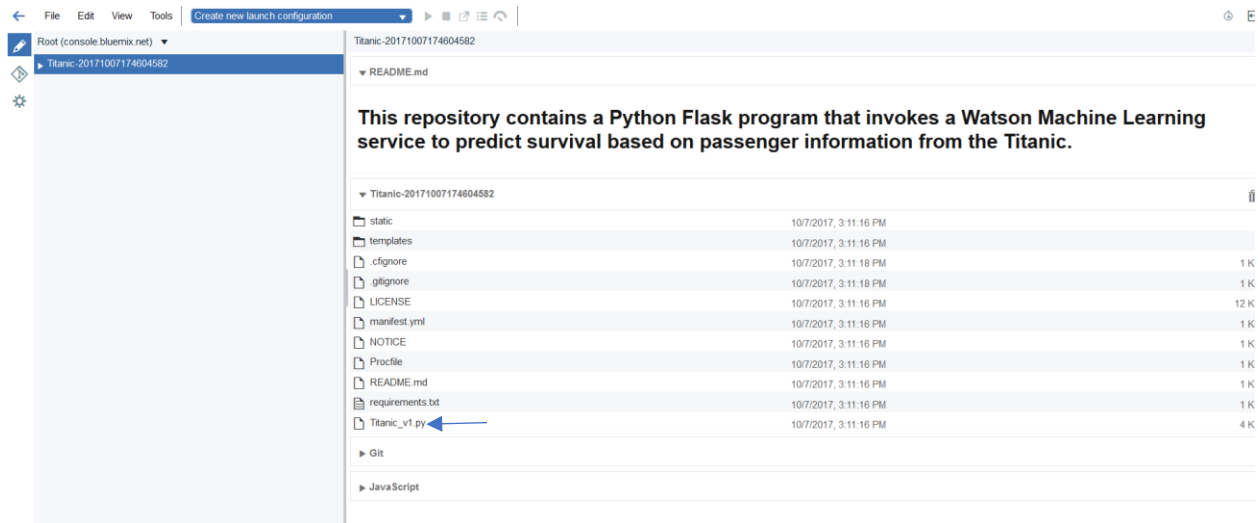 File Edit View Tools Create new launch configuration
Root (console.bluemix.net) Titanic-20171007174604582
Titanic-20171007174604582
README.md
This repository contains a Python Flask program that invokes a Watson Machine Learning
service to predict survival based on passenger information from the Titanic.
Titanic-20171007174604582
static 10/7/2017, 3:11:16 PM
templates 10/7/2017, 3:11:16 PM
.cfignore 10/7/2017, 3:11:18 PM 1 K
.gitignore 10/7/2017, 3:11:18 PM 1 K
LICENSE 10/7/2017, 3:11:16 PM 12 K
manifest.yml 10/7/2017, 3:11:16 PM 1 K
NOTICE 10/7/2017, 3:11:16 PM 1 K
Procfile 10/7/2017, 3:11:16 PM 1 K
README.md 10/7/2017, 3:11:16 PM 1 K
requirements.txt 10/7/2017, 3:11:16 PM 1 K
Titanic_v1.py 10/7/2017, 3:11:16 PM 4 K
Git
JavaScript